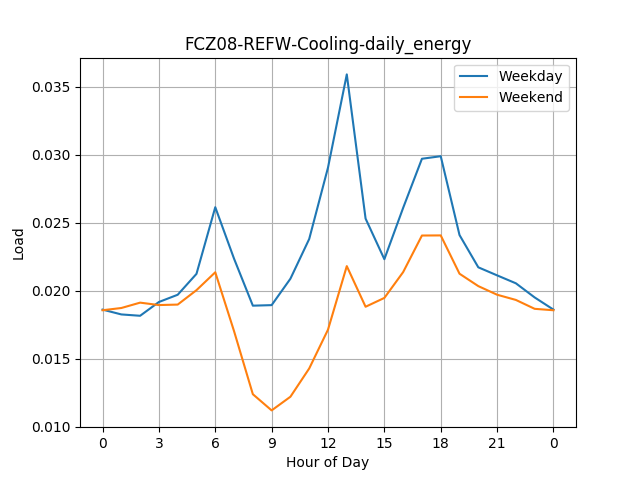 FCZ08-REFW-Cooling-daily_energy
Weekday
Weekend
Load
0.035
0.030
0.025
0.020
0.015
0.010
0 3 6 9 12 15 18 21 0
Hour of Day